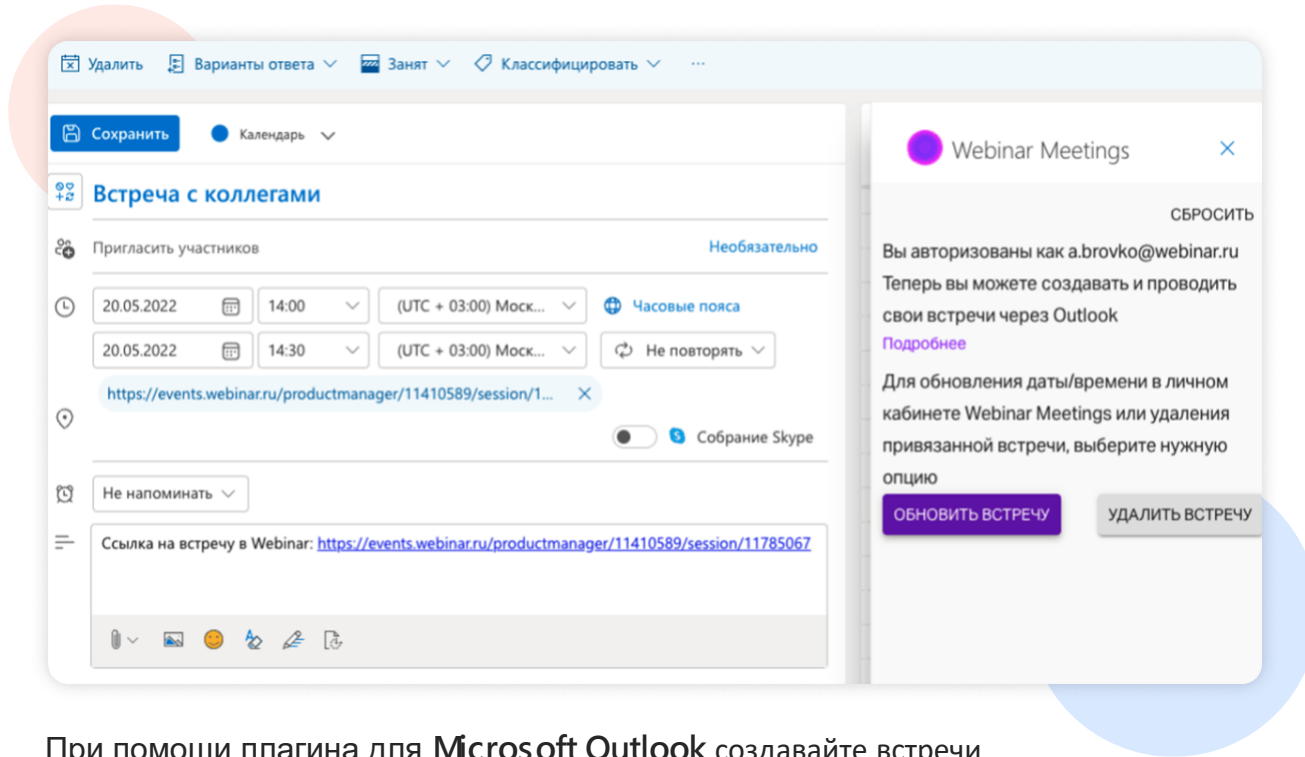 Удалить Варианты ответа Занят Классифицировать ...
Сохранить Календарь
Встреча с коллегами
Пригласить участников Необязательно
20.05.2022 14:00 (UTC + 03:00) Моск... Часовые пояса
20.05.2022 14:30 (UTC + 03:00) Моск... Не повторять
https://events.webinar.ru/productmanager/11410589/session/1...
Собрание Skype
Не напоминать
Ссылка на встречу в Webinar: https://events.webinar.ru/productmanager/11410589/session/11785067
Webinar Meetings
СБРОСИТЬ
Вы авторизованы как a.brovko@webinar.ru
Теперь вы можете создавать и проводить
свои встречи через Outlook
Подробнее
Для обновления даты/времени в личном
кабинете Webinar Meetings или удаления
привязанной встречи, выберите нужную
опцию
ОБНОВИТЬ ВСТРЕЧУ УДАЛИТЬ ВСТРЕЧУ
При помощи плагина для Microsoft Outlook создавайте встречи